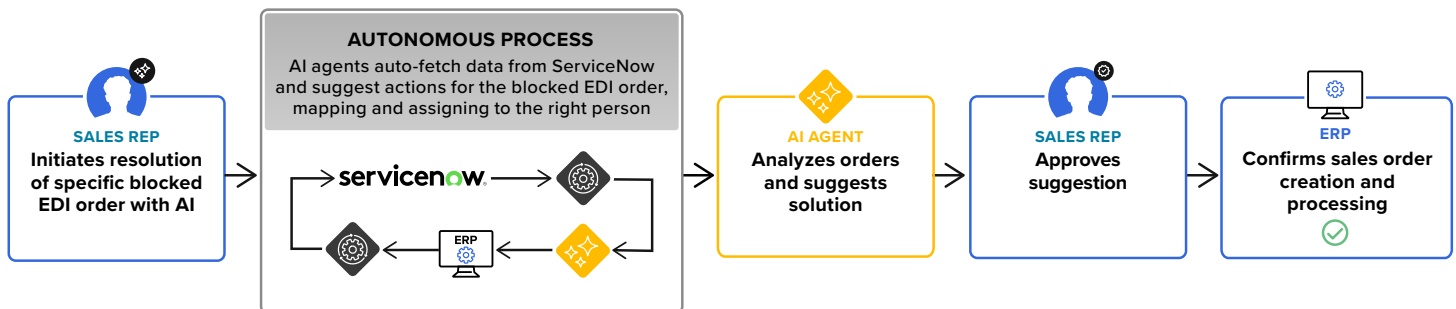 SALES REP
Initiates resolution
of specific blocked
EDI order with AI
AUTONOMOUS PROCESS
AI agents auto-fetch data from ServiceNow
and suggest actions for the blocked EDI order,
mapping and assigning to the right person
servicenow
ERP
AI AGENT
Analyzes orders
and suggests
solution
SALES REP
Approves
suggestion
ERP
Confirms sales order
creation and
processing